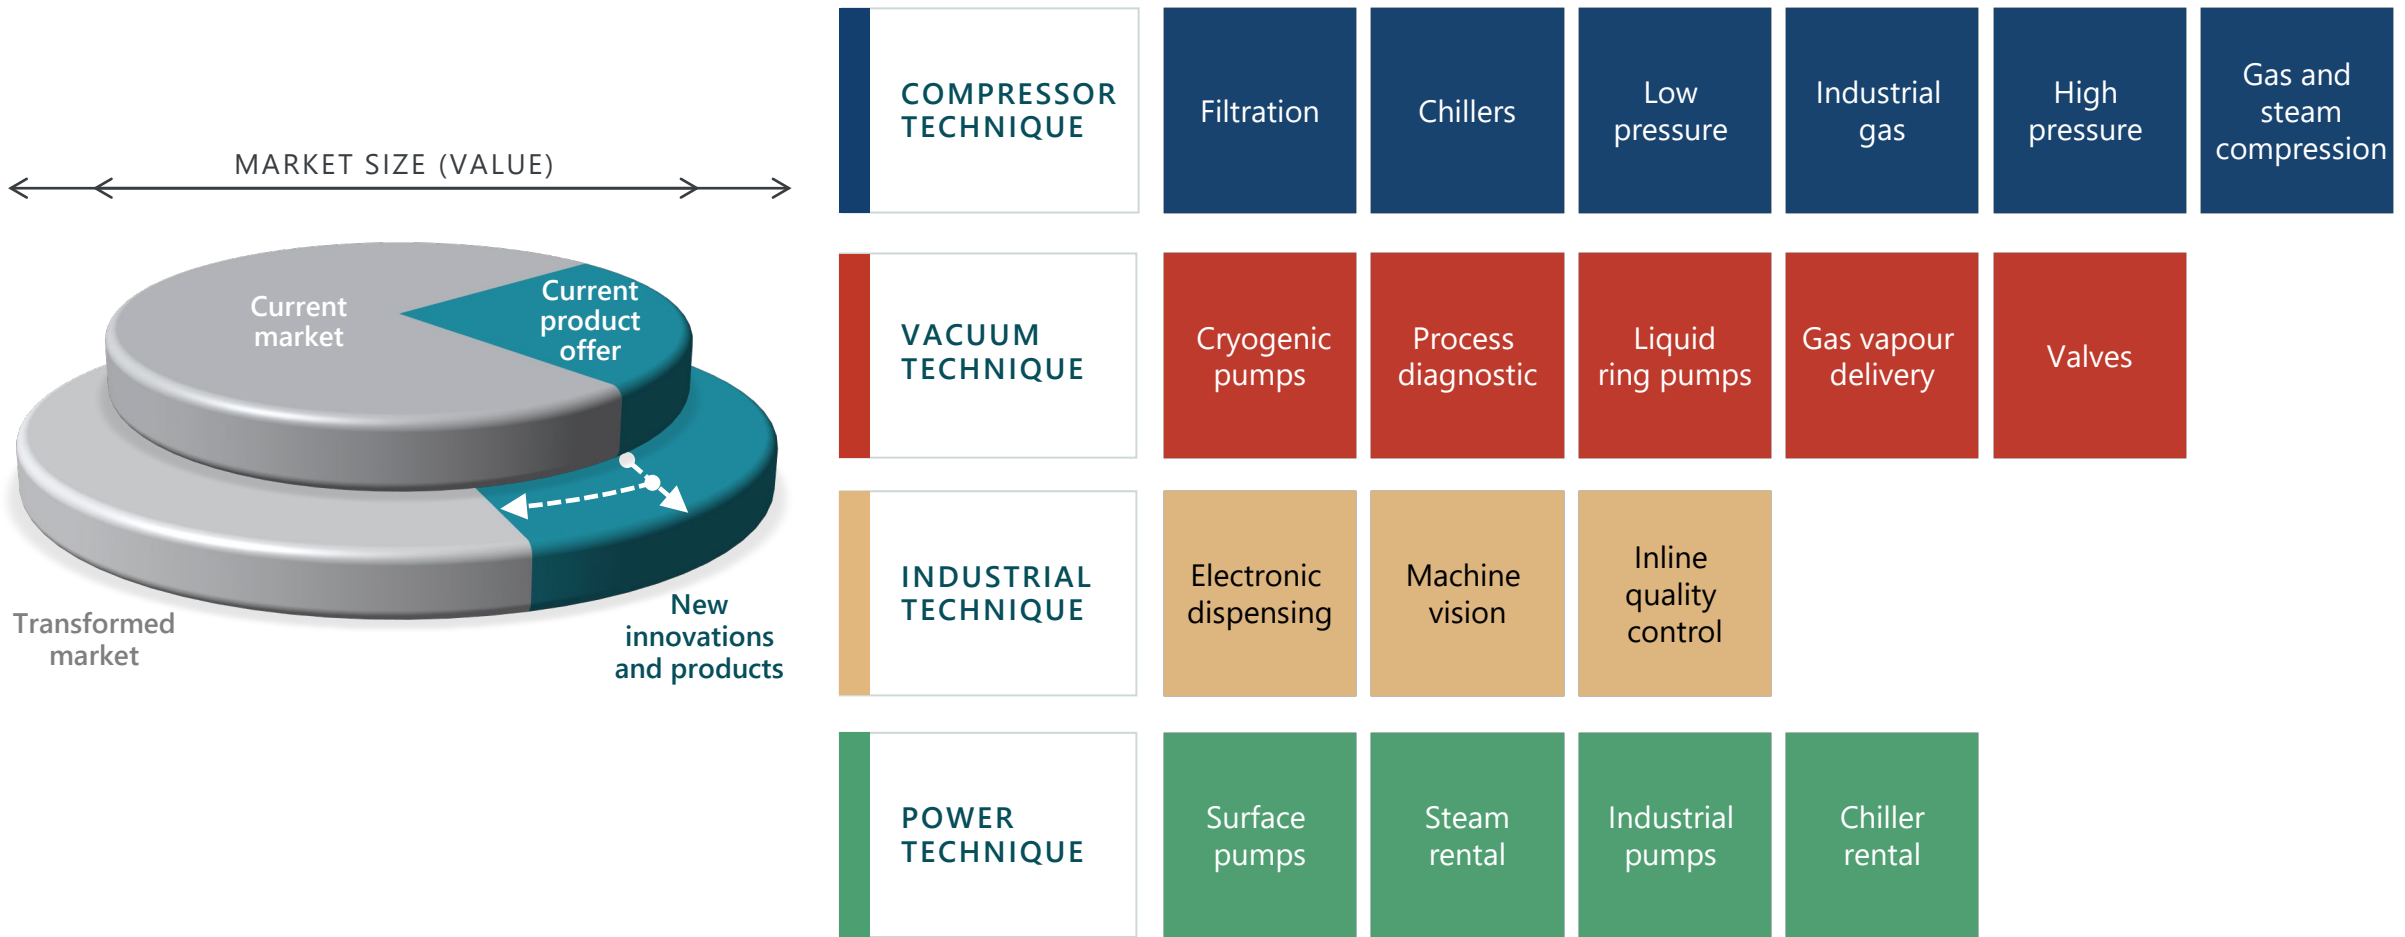 MARKET SIZE (VALUE)
Current
market
Current
product
offer
Transformed
market
New
innovations
and products
COMPRESSOR
TECHNIQUE
Filtration
Chillers
Low
pressure
Industrial
gas
High
pressure
Gas and
steam
compression
VACUUM
TECHNIQUE
Cryogenic
pumps
Process
diagnostic
Liquid
ring pumps
Gas vapour
delivery
Valves
INDUSTRIAL
TECHNIQUE
Electronic
dispensing
Machine
vision
Inline
quality
control
POWER
TECHNIQUE
Surface
pumps
Steam
rental
Industrial
pumps
Chiller
rental